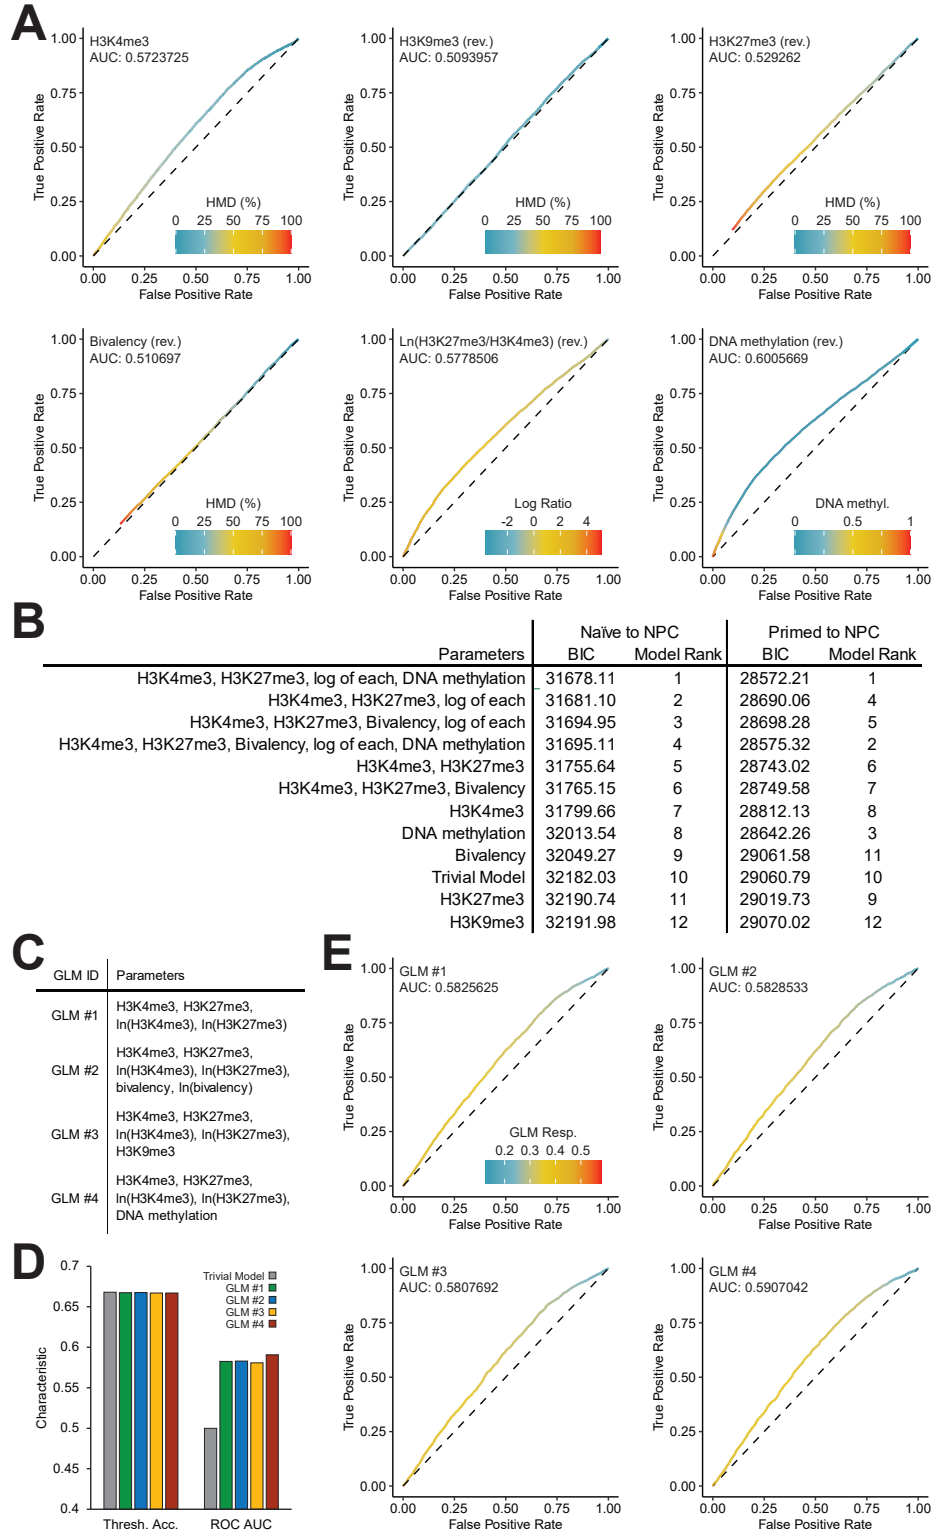 A
H3K4me3
AUC: 0.5723725
True Positive Rate
1.00
0.75
0.50
0.25
0.00
HMD (%)
0 25 50 75 100
0.00 0.25 0.50 0.75 1.00
False Positive Rate
H3K9me3 (rev.)
AUC: 0.5093957
True Positive Rate
1.00
0.75
0.50
0.25
0.00
HMD (%)
0 25 50 75 100
0.00 0.25 0.50 0.75 1.00
False Positive Rate
H3K27me3 (rev.)
AUC: 0.529262
True Positive Rate
1.00
0.75
0.50
0.25
0.00
HMD (%)
0 25 50 75 100
0.00 0.25 0.50 0.75 1.00
False Positive Rate
Bivalency (rev.)
AUC: 0.510697
True Positive Rate
1.00
0.75
0.50
0.25
0.00
HMD (%)
0 25 50 75 100
0.00 0.25 0.50 0.75 1.00
False Positive Rate
Ln(H3K27me3/H3K4me3) (rev.)
AUC: 0.5778506
True Positive Rate
1.00
0.75
0.50
0.25
0.00
Log Ratio
-2 0 2 4
0.00 0.25 0.50 0.75 1.00
False Positive Rate
DNA methylation (rev.)
AUC: 0.6005669
True Positive Rate
1.00
0.75
0.50
0.25
0.00
DNA methyl.
0 0.5 1
0.00 0.25 0.50 0.75 1.00
False Positive Rate
B
Naïve to NPC Primed to NPC
Parameters BIC Model Rank BIC Model Rank
H3K4me3, H3K27me3, log of each, DNA methylation 31678.11 1 28572.21 1
H3K4me3, H3K27me3, log of each 31681.10 2 28690.06 4
H3K4me3, H3K27me3, Bivalency, log of each 31694.95 3 28698.28 5
H3K4me3, H3K27me3, Bivalency, log of each, DNA methylation 31695.11 4 28575.32 2
H3K4me3, H3K27me3 31755.64 5 28743.02 6
H3K4me3, H3K27me3, Bivalency 31765.15 6 28749.58 7
H3K4me3 31799.66 7 28812.13 8
DNA methylation 32013.54 8 28642.26 3
Bivalency 32049.27 9 29061.58 11
Trivial Model 32182.03 10 29060.79 10
H3K27me3 32190.74 11 29019.73 9
H3K9me3 32191.98 12 29070.02 12
C
GLM ID Parameters
GLM #1 H3K4me3, H3K27me3,
ln(H3K4me3), ln(H3K27me3)
GLM #2 H3K4me3, H3K27me3,
ln(H3K4me3), ln(H3K27me3),
bivalency, ln(bivalency)
GLM #3 H3K4me3, H3K27me3,
ln(H3K4me3), ln(H3K27me3),
H3K9me3
GLM #4 H3K4me3, H3K27me3,
ln(H3K4me3), ln(H3K27me3),
DNA methylation
D
Characteristic
0.7
0.65
0.6
0.55
0.5
0.45
0.4
Trivial Model
GLM #1
GLM #2
GLM #3
GLM #4
Thresh. Acc. ROC AUC
E
GLM #1
AUC: 0.5825625
True Positive Rate
1.00
0.75
0.50
0.25
0.00
GLM Resp.
0.2 0.3 0.4 0.5
0.00 0.25 0.50 0.75 1.00
False Positive Rate
GLM #2
AUC: 0.5828533
True Positive Rate
1.00
0.75
0.50
0.25
0.00
0.00 0.25 0.50 0.75 1.00
False Positive Rate
GLM #3
AUC: 0.5807692
True Positive Rate
1.00
0.75
0.50
0.25
0.00
0.00 0.25 0.50 0.75 1.00
False Positive Rate
GLM #4
AUC: 0.5907042
True Positive Rate
1.00
0.75
0.50
0.25
0.00
0.00 0.25 0.50 0.75 1.00
False Positive Rate